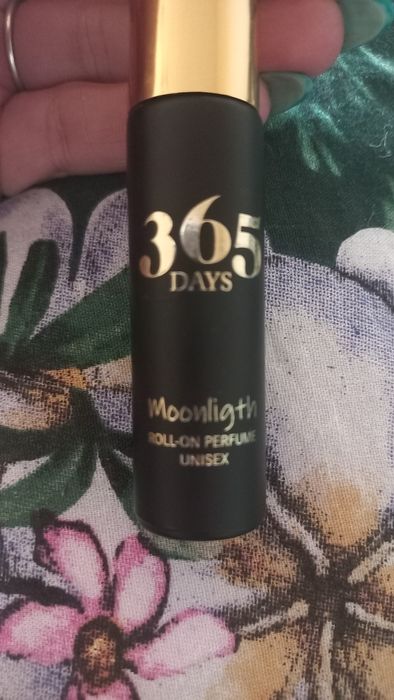 365
DAYS
Moonligth
ROLL-ON PERFUME
UNISEX